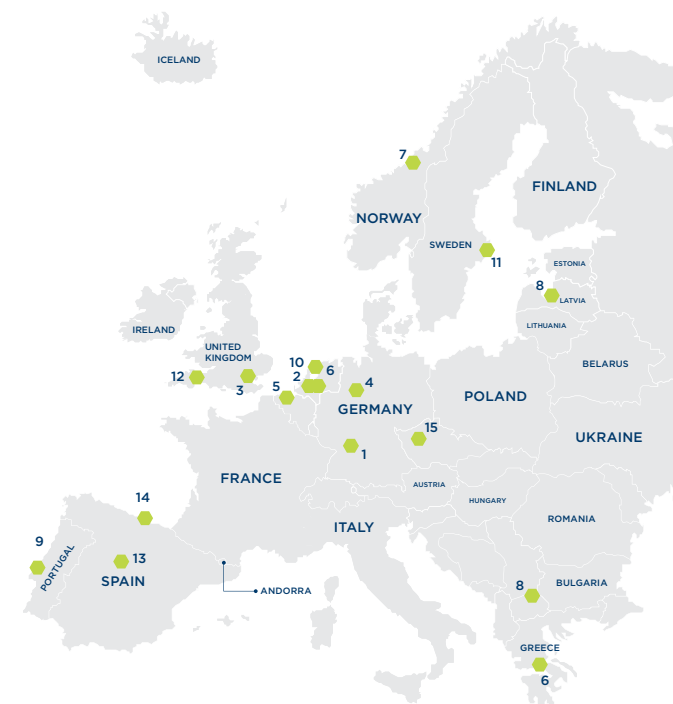 ICELAND
7
FINLAND
NORWAY
SWEDEN
11
ESTONIA
8
LATVIA
LITHUANIA
IRELAND
UNITED
KINGDOM
10
2
6
12
3
5
4
BELARUS
GERMANY
POLAND
15
UKRAINE
1
FRANCE
AUSTRIA
HUNGARY
14
ITALY
ROMANIA
9
PORTUGAL
13
SPAIN
ANDORRA
8
BULGARIA
GREECE
6